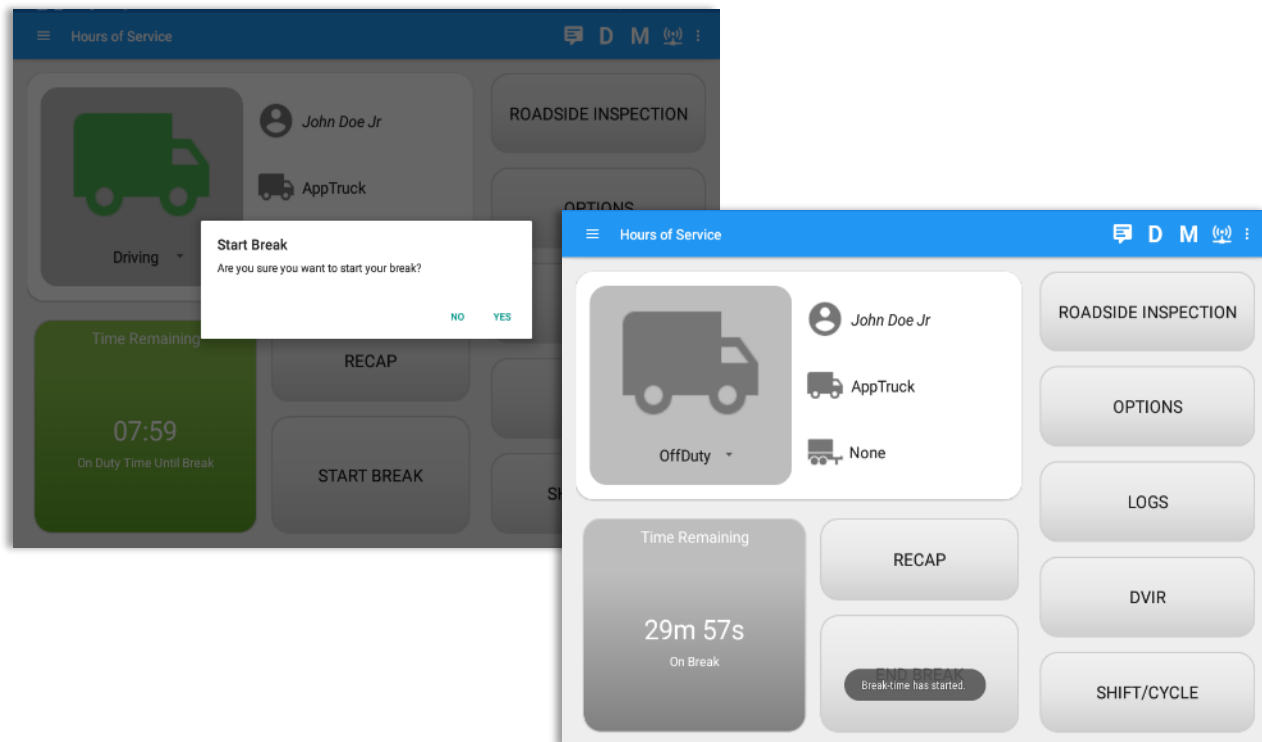 Hours of Service
D M
John Doe Jr
AppTruck
Driving
ROADSIDE INSPECTION
OPTIONS
Start Break
Are you sure you want to start your break?
NO YES
Time Remaining
07:59
On Duty Time Until Break
RECAP
START BREAK
Hours of Service
D M
John Doe Jr
AppTruck
None
OffDuty
Time Remaining
29m 57s
On Break
RECAP
END BREAK
Break-time has started.
ROADSIDE INSPECTION
OPTIONS
LOGS
DVIR
SHIFT/CYCLE